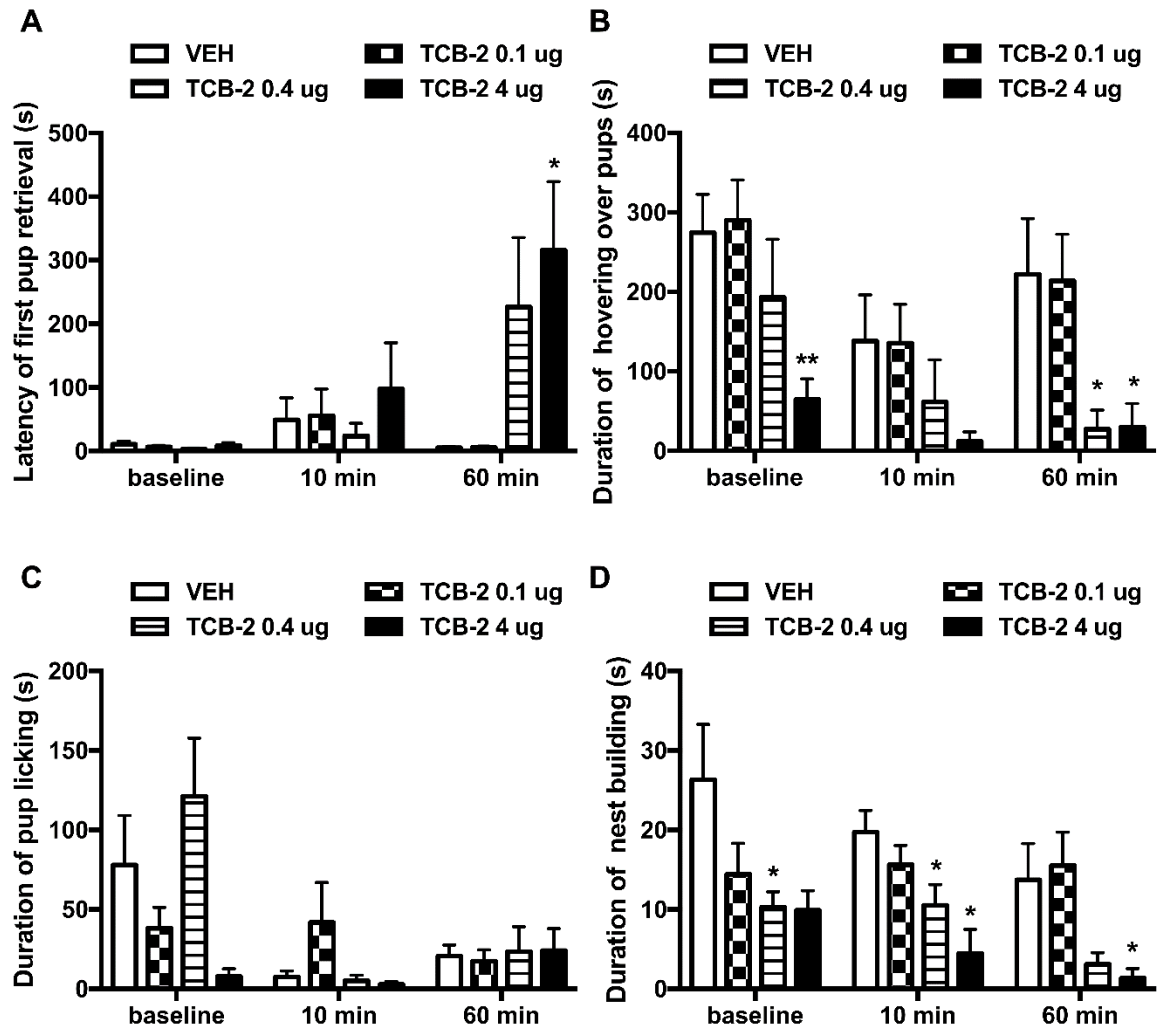 A
VEH
TCB-2 0.1 ug
TCB-2 0.4 ug
TCB-2 4 ug
Latency of first pup retrieval (s)
500
400
300
200
100
0
*
baseline
10 min
60 min
B
VEH
TCB-2 0.1 ug
TCB-2 0.4 ug
TCB-2 4 ug
Duration of hovering over pups (s)
400
300
200
100
0
**
*
*
baseline
10 min
60 min
C
VEH
TCB-2 0.1 ug
TCB-2 0.4 ug
TCB-2 4 ug
Duration of pup licking (s)
200
150
100
50
0
baseline
10 min
60 min
D
VEH
TCB-2 0.1 ug
TCB-2 0.4 ug
TCB-2 4 ug
Duration of nest building (s)
40
30
20
10
0
*
*
*
*
baseline
10 min
60 min